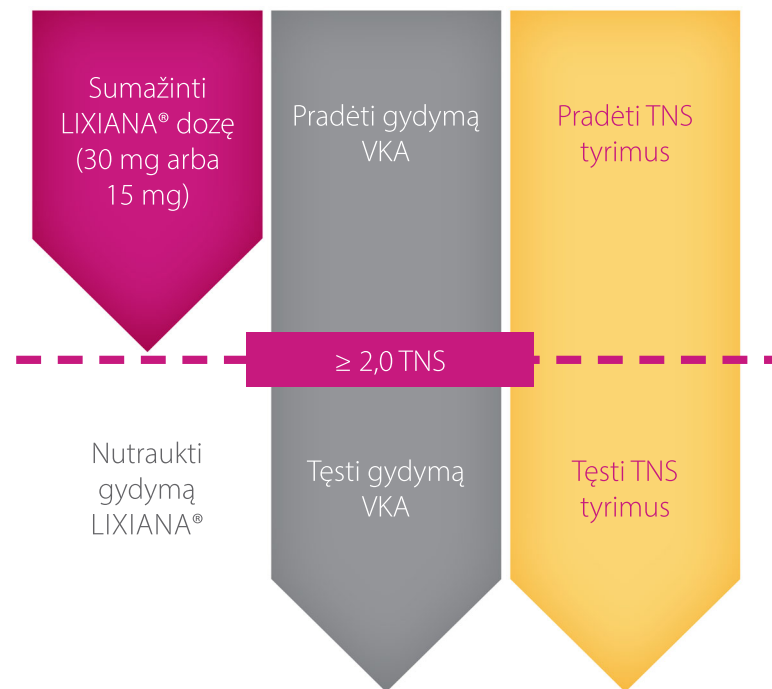 Sumažinti
LIXIANA® dozę
(30 mg arba
15 mg)
Pradėti gydymą
VKA
Pradėti TNS
tyrimus
≥ 2,0 TNS
Nutraukti
gydymą
LIXIANA®
Tęsti gydymą
VKA
Tęsti TNS
tyrimus